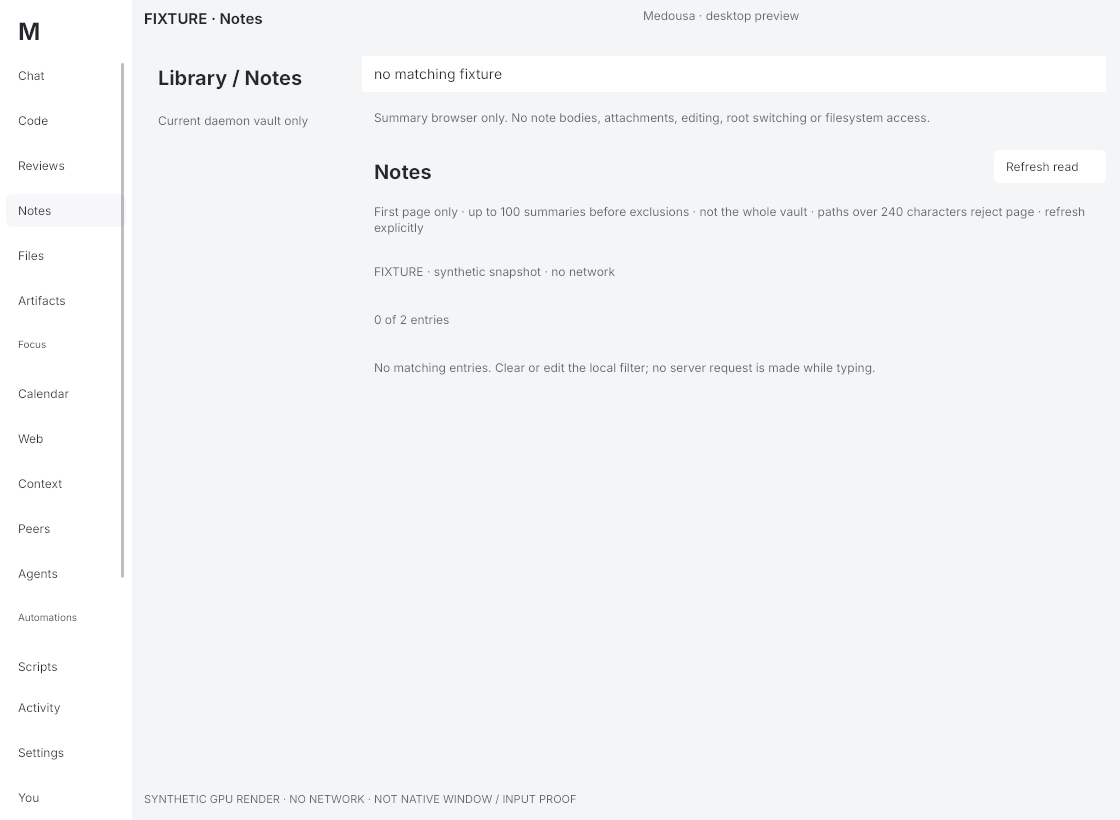 M
Chat
Code
Reviews
Notes
Files
Artifacts
Focus
Calendar
Web
Context
Peers
Agents
Automations
Scripts
Activity
Settings
You
FIXTURE · Notes
Medousa · desktop preview
Library / Notes
Current daemon vault only
no matching fixture
Summary browser only. No note bodies, attachments, editing, root switching or filesystem access.
Notes
Refresh read
First page only · up to 100 summaries before exclusions · not the whole vault · paths over 240 characters reject page · refresh
explicitly
FIXTURE · synthetic snapshot · no network
0 of 2 entries
No matching entries. Clear or edit the local filter; no server request is made while typing.
SYNTHETIC GPU RENDER · NO NETWORK · NOT NATIVE WINDOW / INPUT PROOF